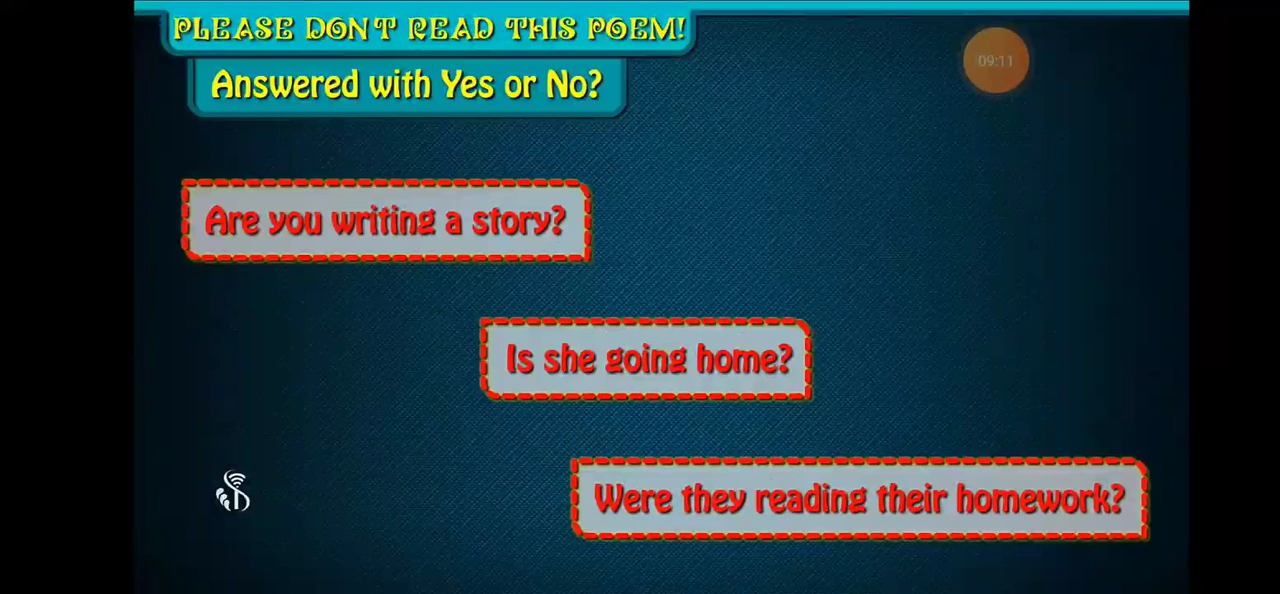 PLEASE DON'T READ THIS POEM!
09:11
Answered with Yes or No?
Are you writing a story?
Is she going home?
Were they reading their homework?